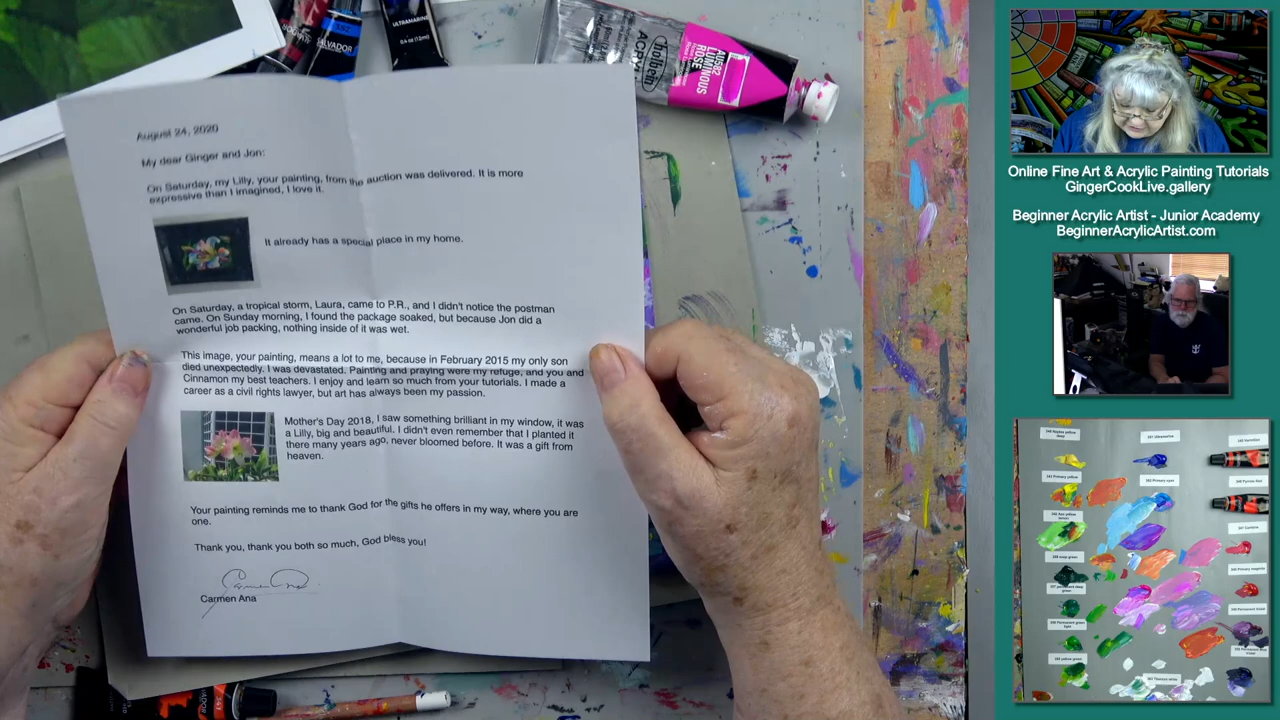 August 24, 2020
My dear Ginger and Jon:
On Saturday, my Lilly, your painting, from the auction was delivered. It is more
expressive than I imagined, I love it.
It already has a special place in my home.
On Saturday, a tropical storm, Laura, came to P.R., and I didn't notice the postman
came. On Sunday morning, I found the package soaked, but because Jon did a
wonderful job packing, nothing inside of it was wet.
This image, your painting, means a lot to me, because in February 2015 my only son
died unexpectedly. I was devastated. Painting and praying were my refuge, and you and
Cinnamon my best teachers. I enjoy and learn so much from your tutorials. I made a
career as a civil rights lawyer, but art has always been my passion.
Mother's Day 2018, I saw something brilliant in my window, it was
a Lilly, big and beautiful. I didn't even remember that I planted it
there many years ago, never bloomed before. It was a gift from
heaven.
Your painting reminds me to thank God for the gifts he offers in my way, where you are
one.
Thank you, thank you both so much, God bless you!
Carmen Ana
Carmen Ana
SALVADOR
ULTRAMARINE
holbein
ACRYLIC
AU582
LUMINOUS
ROSE
Online Fine Art & Acrylic Painting Tutorials
GingerCookLive.gallery
Beginner Acrylic Artist - Junior Academy
BeginnerAcrylicArtist.com